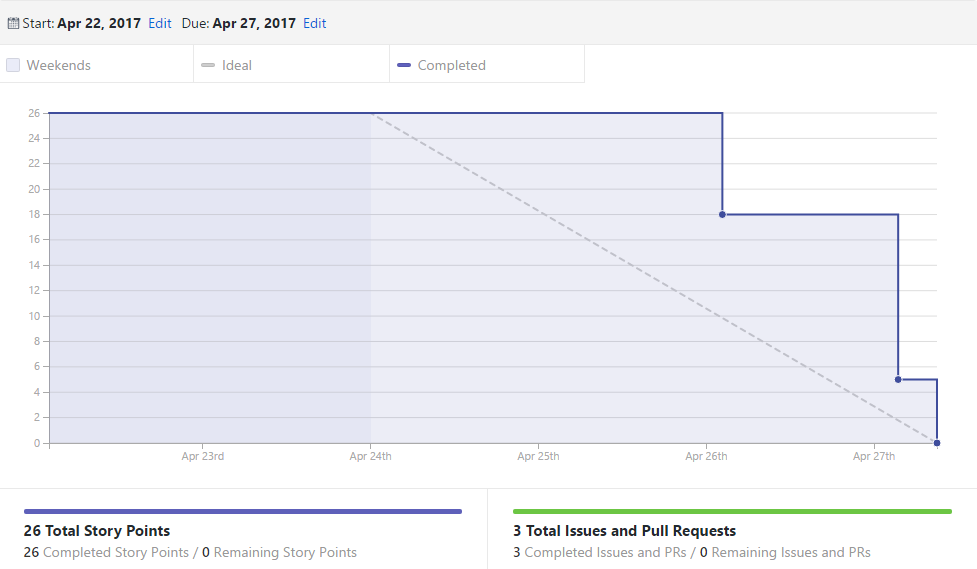 Start: Apr 22, 2017 Edit Due: Apr 27, 2017 Edit
Weekends Ideal Completed
26
24
22
20
18
16
14
12
10
8
6
4
2
0
Apr 23rd Apr 24th Apr 25th Apr 26th Apr 27th
26 Total Story Points
26 Completed Story Points / 0 Remaining Story Points
3 Total Issues and Pull Requests
3 Completed Issues and PRs / 0 Remaining Issues and PRs